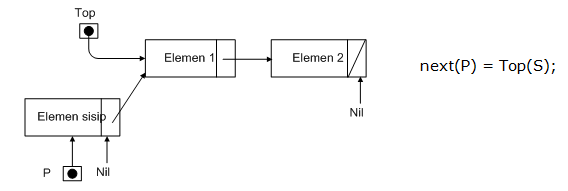 Top
Elemen 1
Elemen 2
next(P) = Top(S);
Elemen sisip
Nil
P
Nil